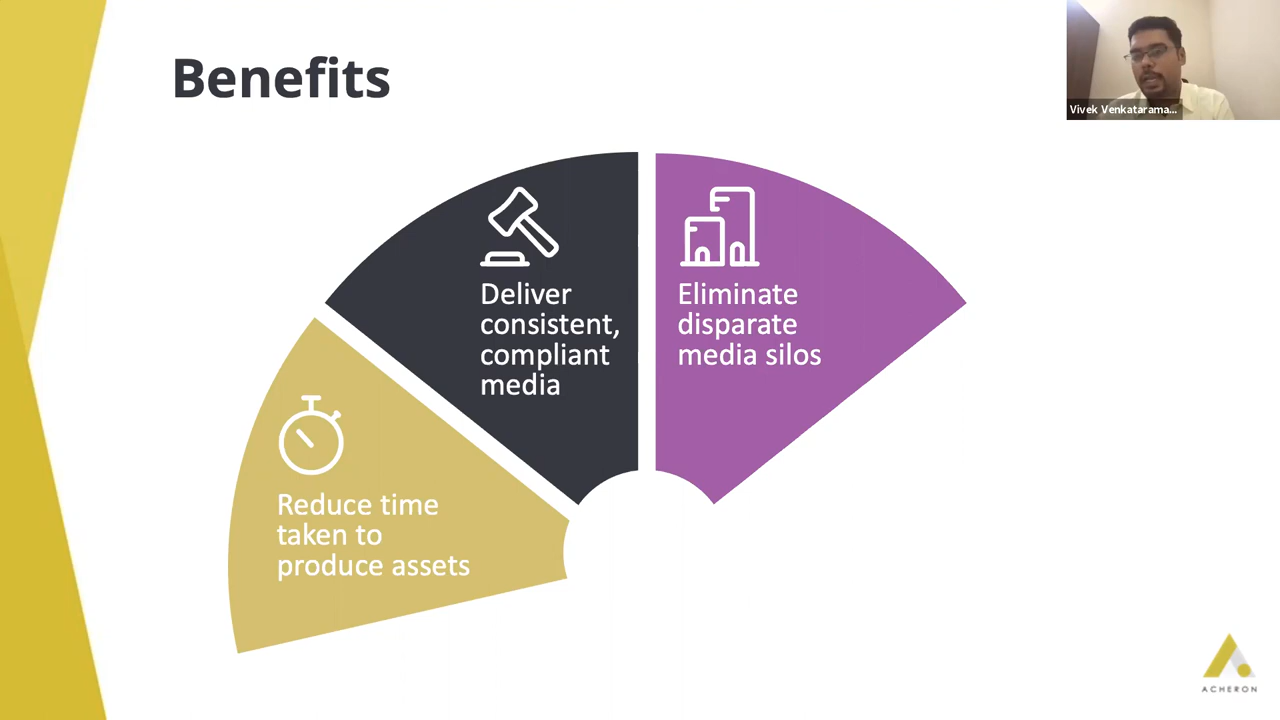 Benefits
Vivek Venkatarama...
Deliver
consistent,
compliant
media
Eliminate
disparate
media silos
Reduce time
taken to
produce assets
ACHERON